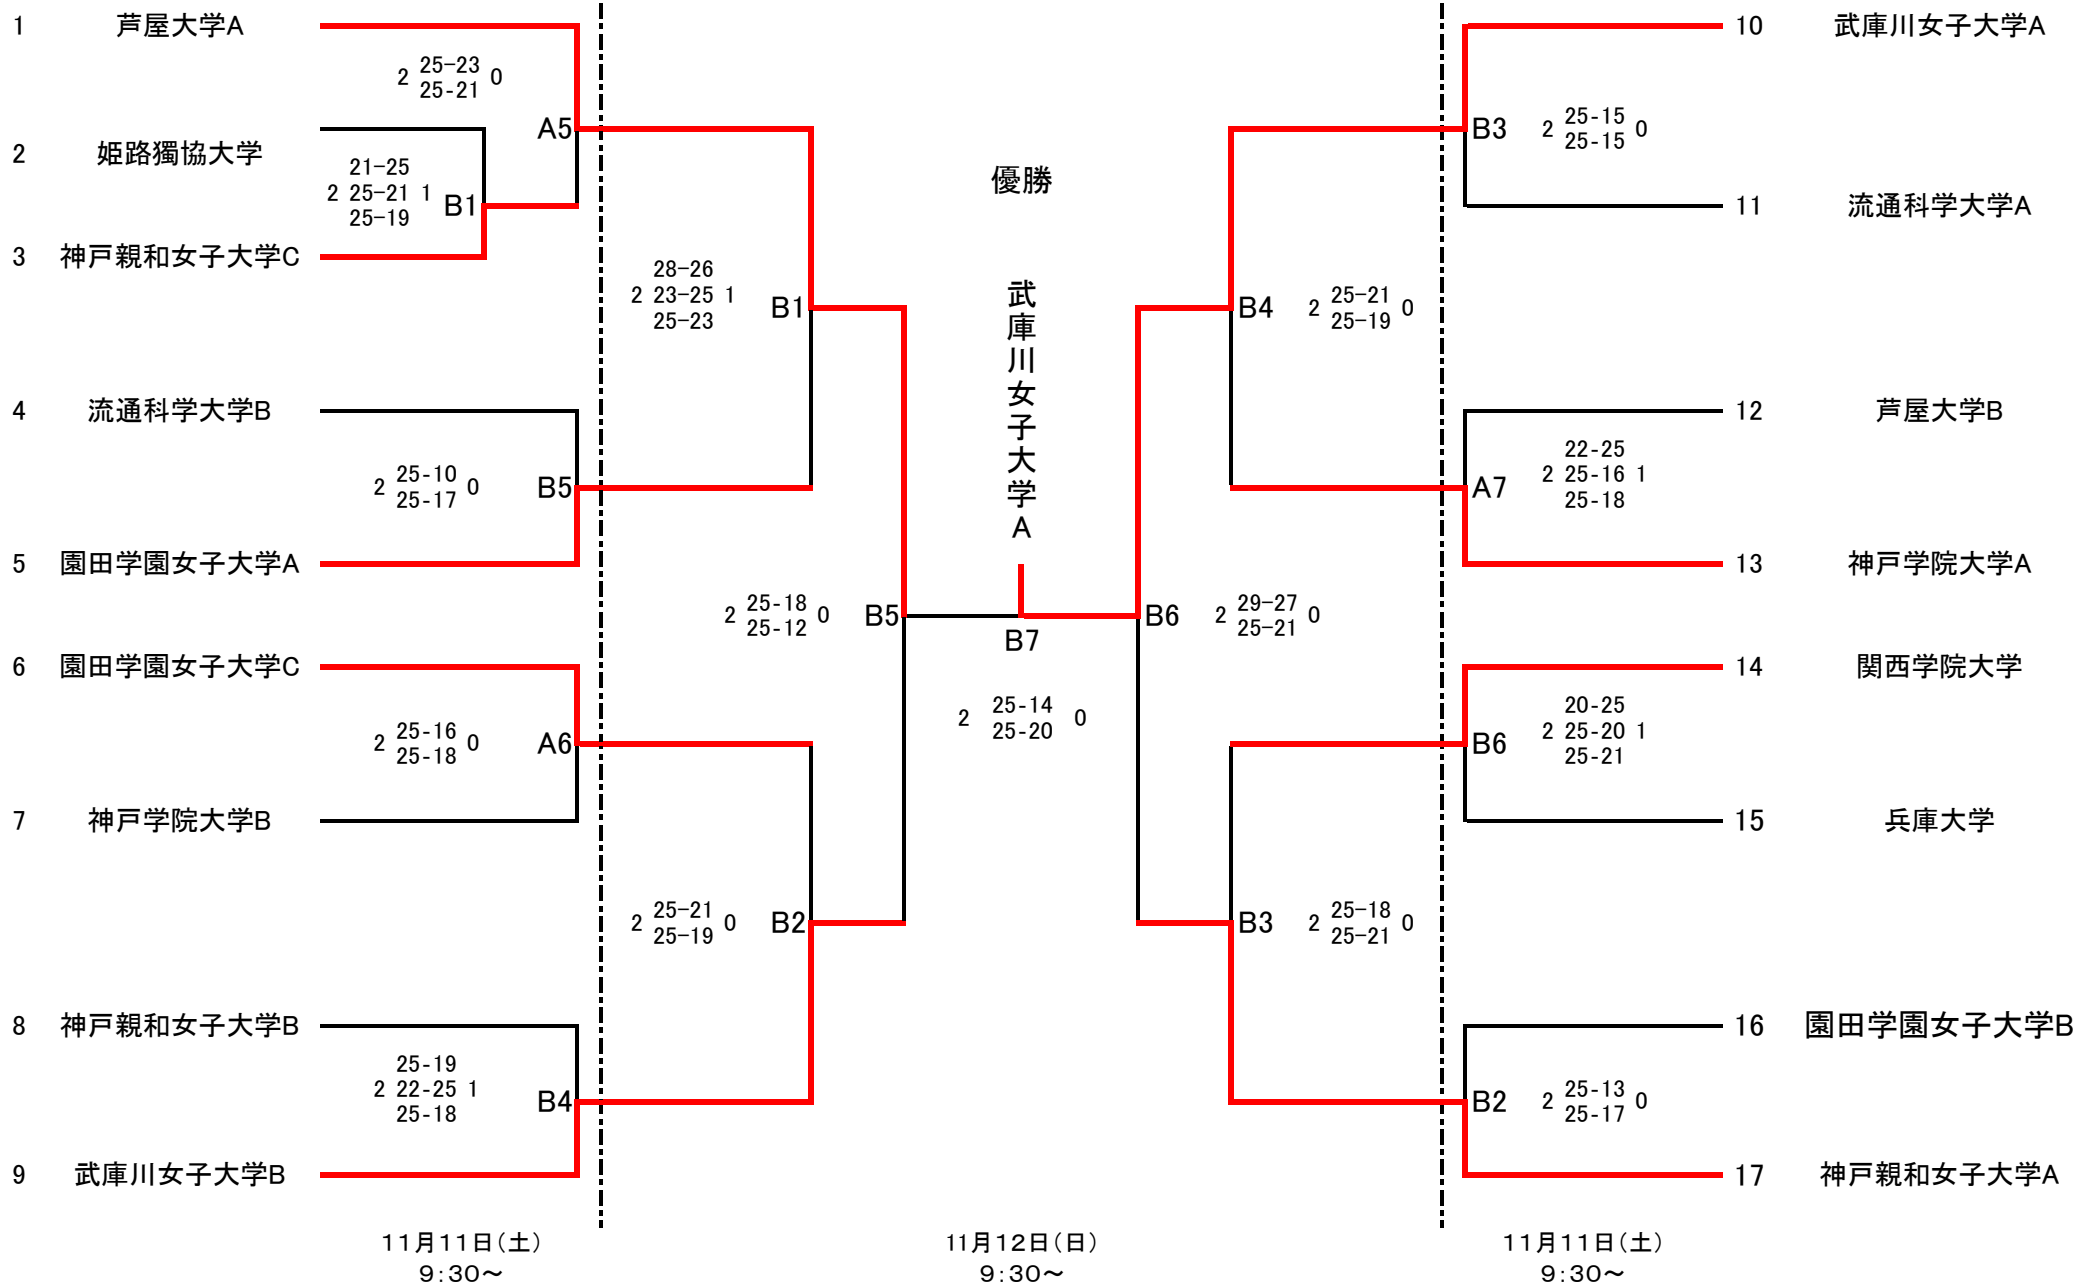 1 芦屋大学A
2 25−23 0
25-21
A5
2 姫路獨協大学
21−25
2 25−21 1
25−19
B1
3 神戸親和女子大学C
28−26
2 23−25 1
25−23
B1
4 流通科学大学B
2 25-10 0
25-17
B5
5 園田学園女子大学A
2 25-18 0
25-12
B5
6 園田学園女子大学C
2 25-16 0
25-18
A6
7 神戸学院大学B
2 25−21 0
25−19
B2
8 神戸親和女子大学B
25-19
2 22-25 1
25-18
B4
9 武庫川女子大学B
11月11日(土)
9:30～
優勝
武庫川女子大学A
B7
2 25-14 0
25-20
11月12日(日)
9:30～
10 武庫川女子大学A
B3
2 25-15 0
25-15
11 流通科学大学A
B4
2 25−21 0
25−19
12 芦屋大学B
22-25
2 25-16 1
25-18
A7
13 神戸学院大学A
B6
2 29−27 0
25−21
14 関西学院大学
20-25
2 25-20 1
25-21
B6
15 兵庫大学
B3
2 25−18 0
25−21
16 園田学園女子大学B
B2
2 25-13 0
25-17
17 神戸親和女子大学A
11月11日(土)
9:30～